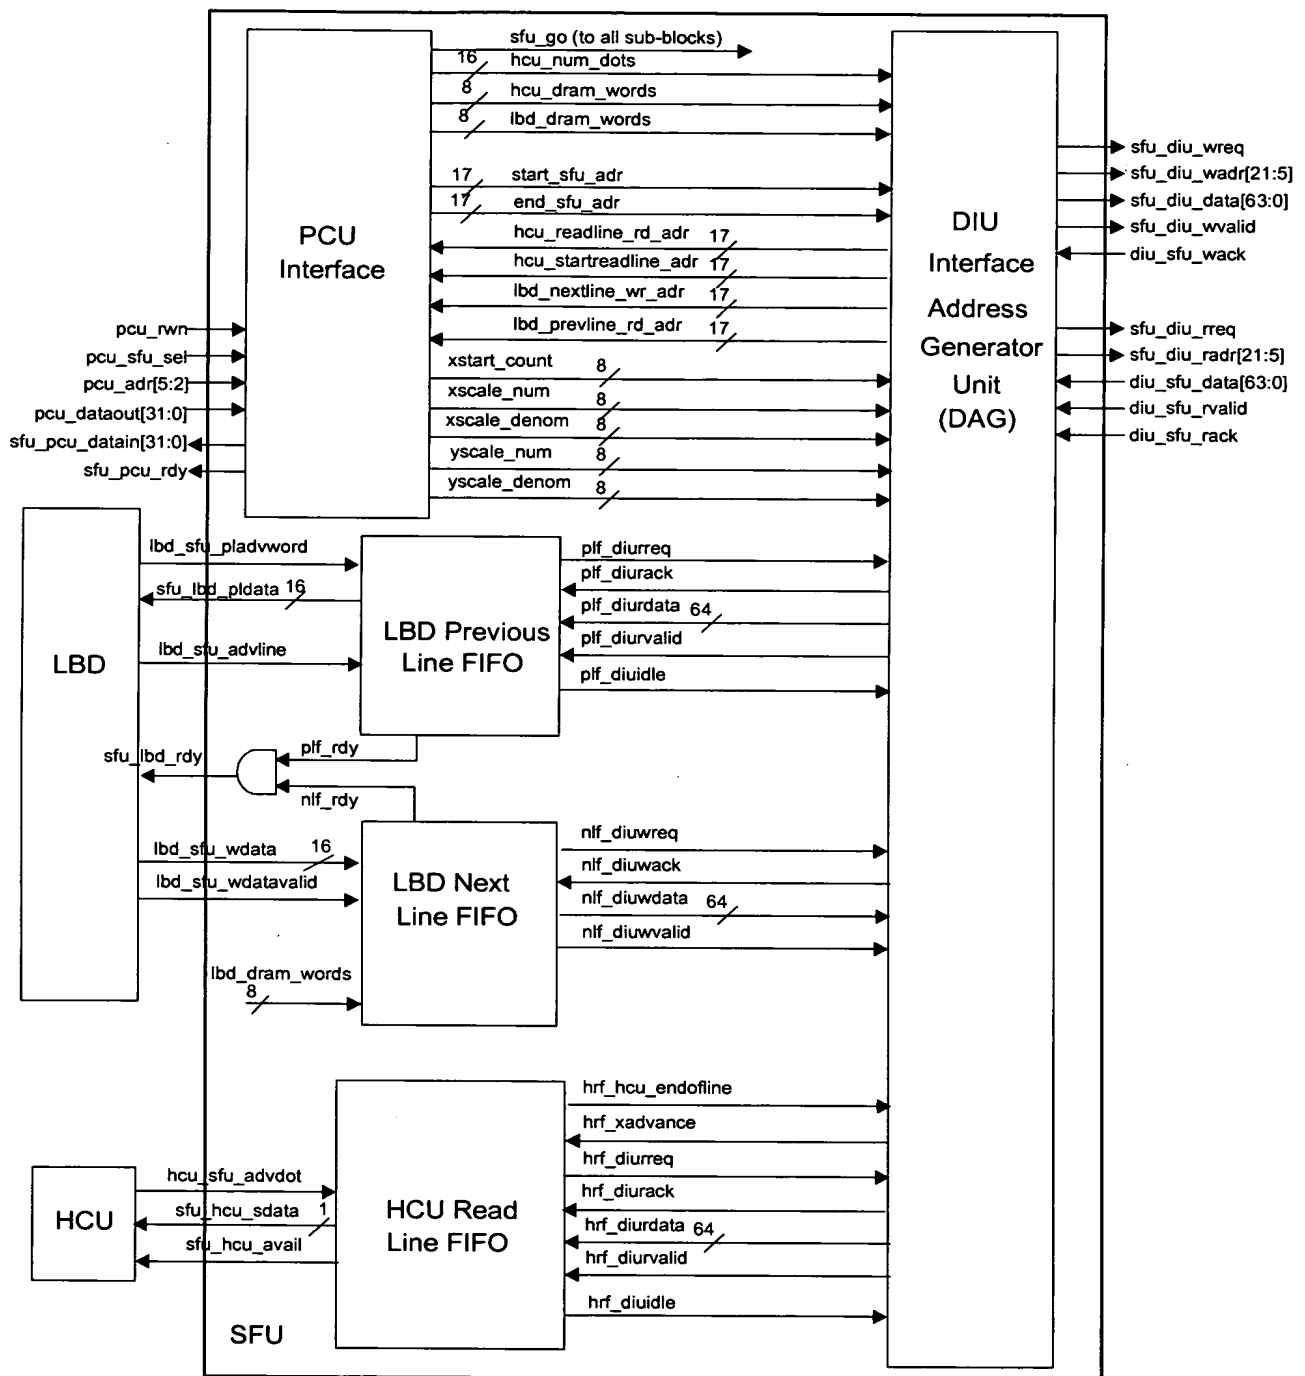 sfu_go (to all sub-blocks)
16 hcu_num_dots
8 hcu_dram_words
8 lbd_dram_words
17 start_sfu_adr
17 end_sfu_adr
hcu_readline_rd_adr 17
hcu_startreadline_adr 17
lbd_nextline_wr_adr 17
lbd_prevline_rd_adr 17
xstart_count 8
xscale_num 8
xscale_denom 8
yscale_num 8
yscale_denom 8
PCU
Interface
DIU
Interface
Address
Generator
Unit
(DAG)
pcu_rwn
pcu_sfu_sel
pcu_adr[5:2]
pcu_dataout[31:0]
sfu_pcu_datain[31:0]
sfu_pcu_rdy
sfu_diu_wreq
sfu_diu_wadr[21:5]
sfu_diu_data[63:0]
sfu_diu_wvalid
diu_sfu_wack
sfu_diu_rreq
sfu_diu_radr[21:5]
diu_sfu_data[63:0]
diu_sfu_rvalid
diu_sfu_rack
LBD
lbd_sfu_pladvword
sfu_lbd_pldata 16
lbd_sfu_advline
LBD Previous
Line FIFO
plf_diurreq
plf_diurack
plf_diurdata 64
plf_diurvalid
plf_diuidle
sfu_lbd_rdy
plf_rdy
nlf_rdy
lbd_sfu_wdata 16
lbd_sfu_wdatavalid
lbd_dram_words
8
LBD Next
Line FIFO
nlf_diuwreq
nlf_diuwack
nlf_diuwdata 64
nlf_diuwvalid
HCU
hcu_sfu_advdot
sfu_hcu_sdata 1
sfu_hcu_avail
HCU Read
Line FIFO
hrf_hcu_endofline
hrf_xadvance
hrf_diurreq
hrf_diurack
hrf_diurdata 64
hrf_diurvalid
hrf_diuidle
SFU